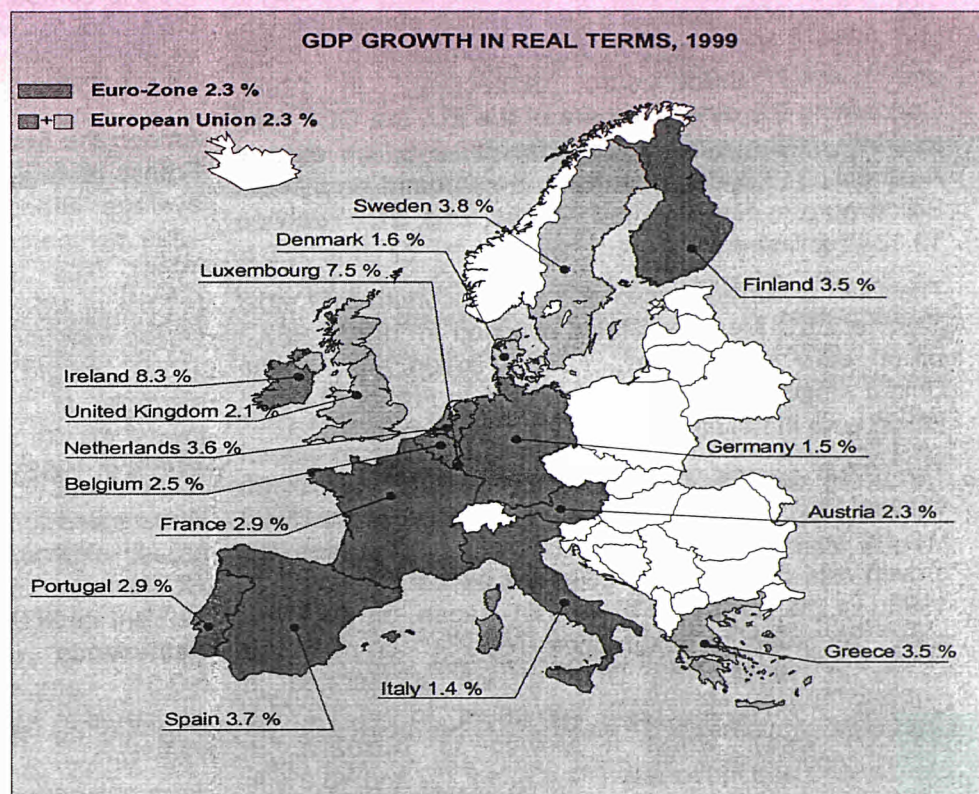 GDP GROWTH IN REAL TERMS, 1999
Euro-Zone 2.3 %
+ European Union 2.3 %
Sweden 3.8 %
Denmark 1.6 %
Luxembourg 7.5 %
Finland 3.5 %
Ireland 8.3 %
United Kingdom 2.1 %
Netherlands 3.6 %
Germany 1.5 %
Belgium 2.5 %
Austria 2.3 %
France 2.9 %
Portugal 2.9 %
Greece 3.5 %
Italy 1.4 %
Spain 3.7 %